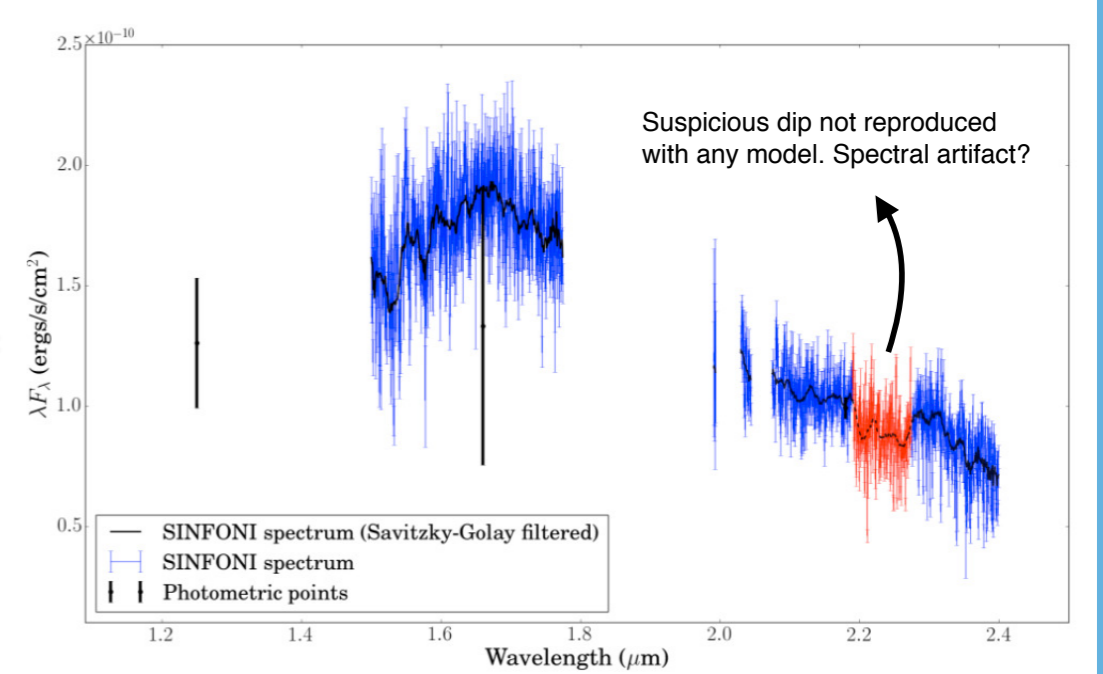 2.5×10⁻¹⁰
Suspicious dip not reproduced
with any model. Spectral artifact?
2.0
1.5
1.0
0.5
λF_λ (ergs/s/cm²)
SINFONI spectrum (Savitzky-Golay filtered)
SINFONI spectrum
Photometric points
1.2 1.4 1.6 1.8 2.0 2.2 2.4
Wavelength (μm)